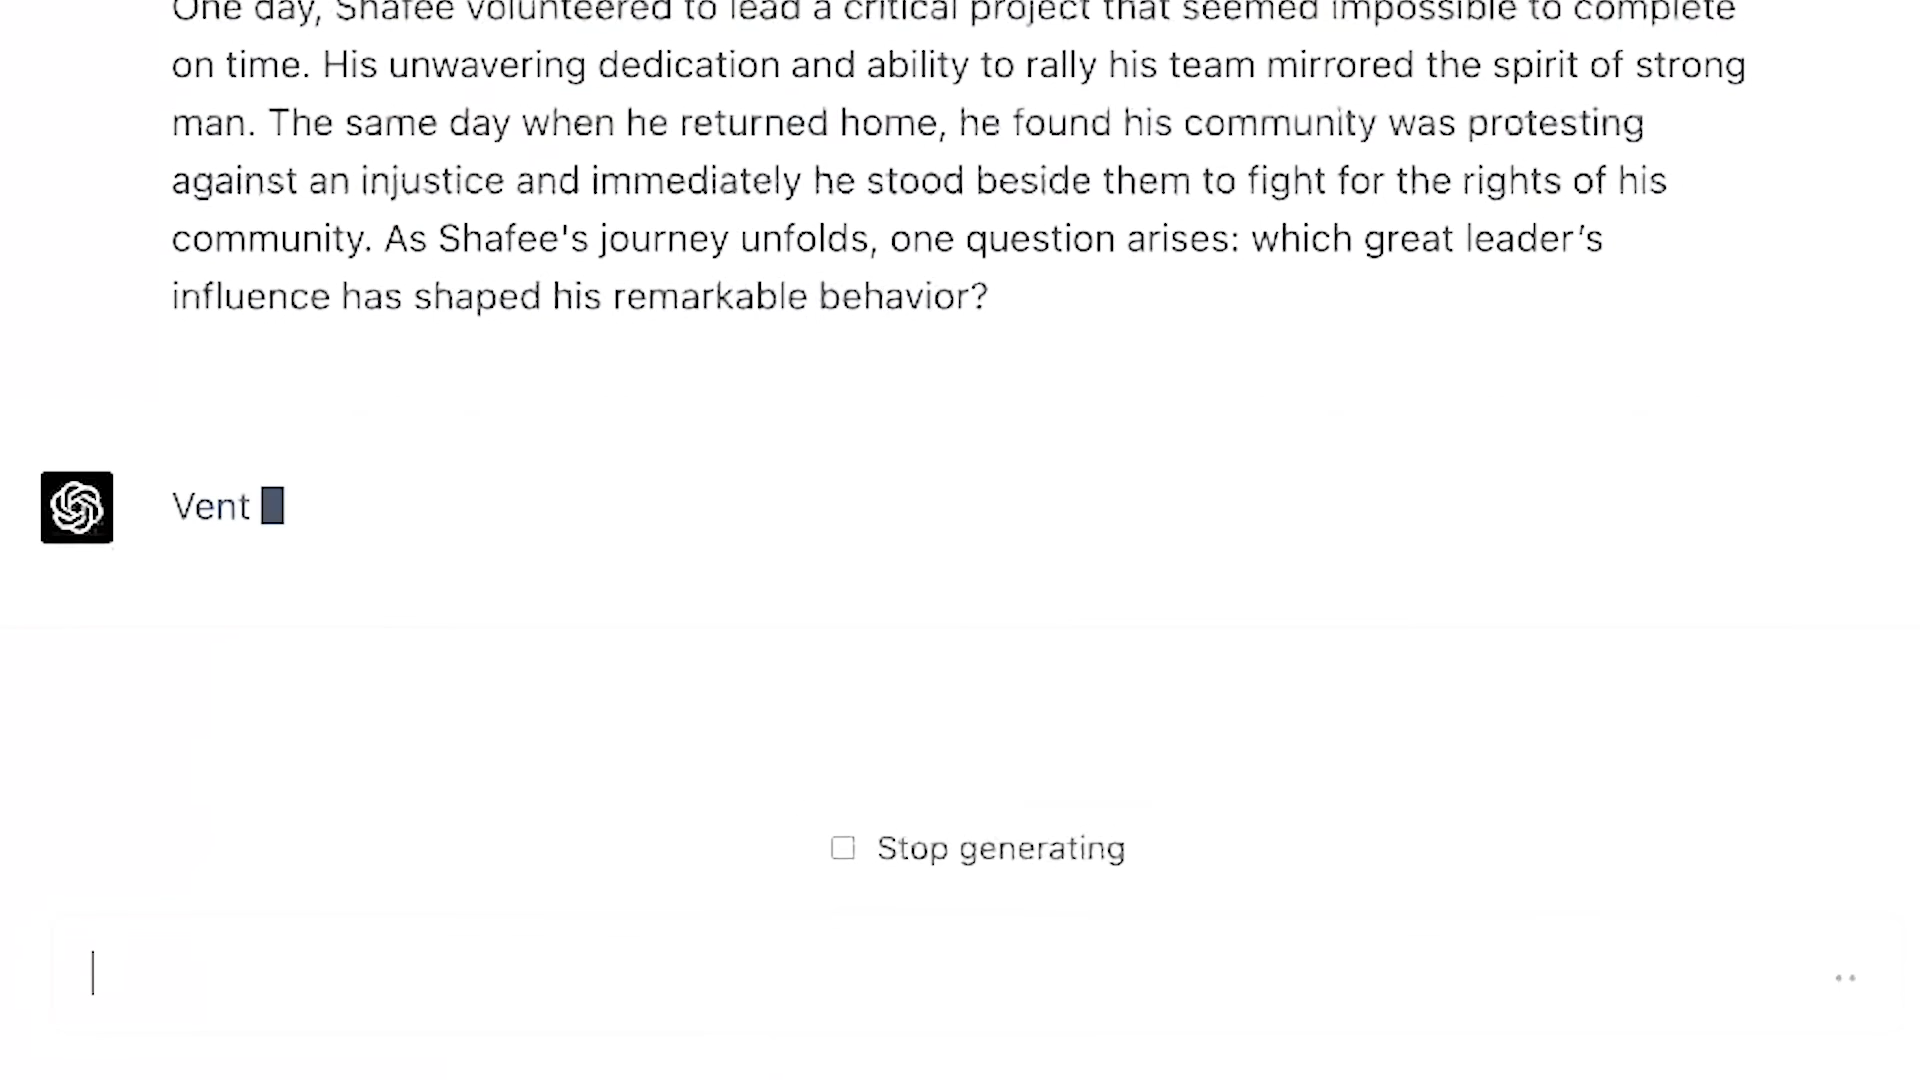 One day, Shafee volunteered to lead a critical project that seemed impossible to complete
on time. His unwavering dedication and ability to rally his team mirrored the spirit of strong
man. The same day when he returned home, he found his community was protesting
against an injustice and immediately he stood beside them to fight for the rights of his
community. As Shafee's journey unfolds, one question arises: which great leader’s
influence has shaped his remarkable behavior?
Vent
Stop generating